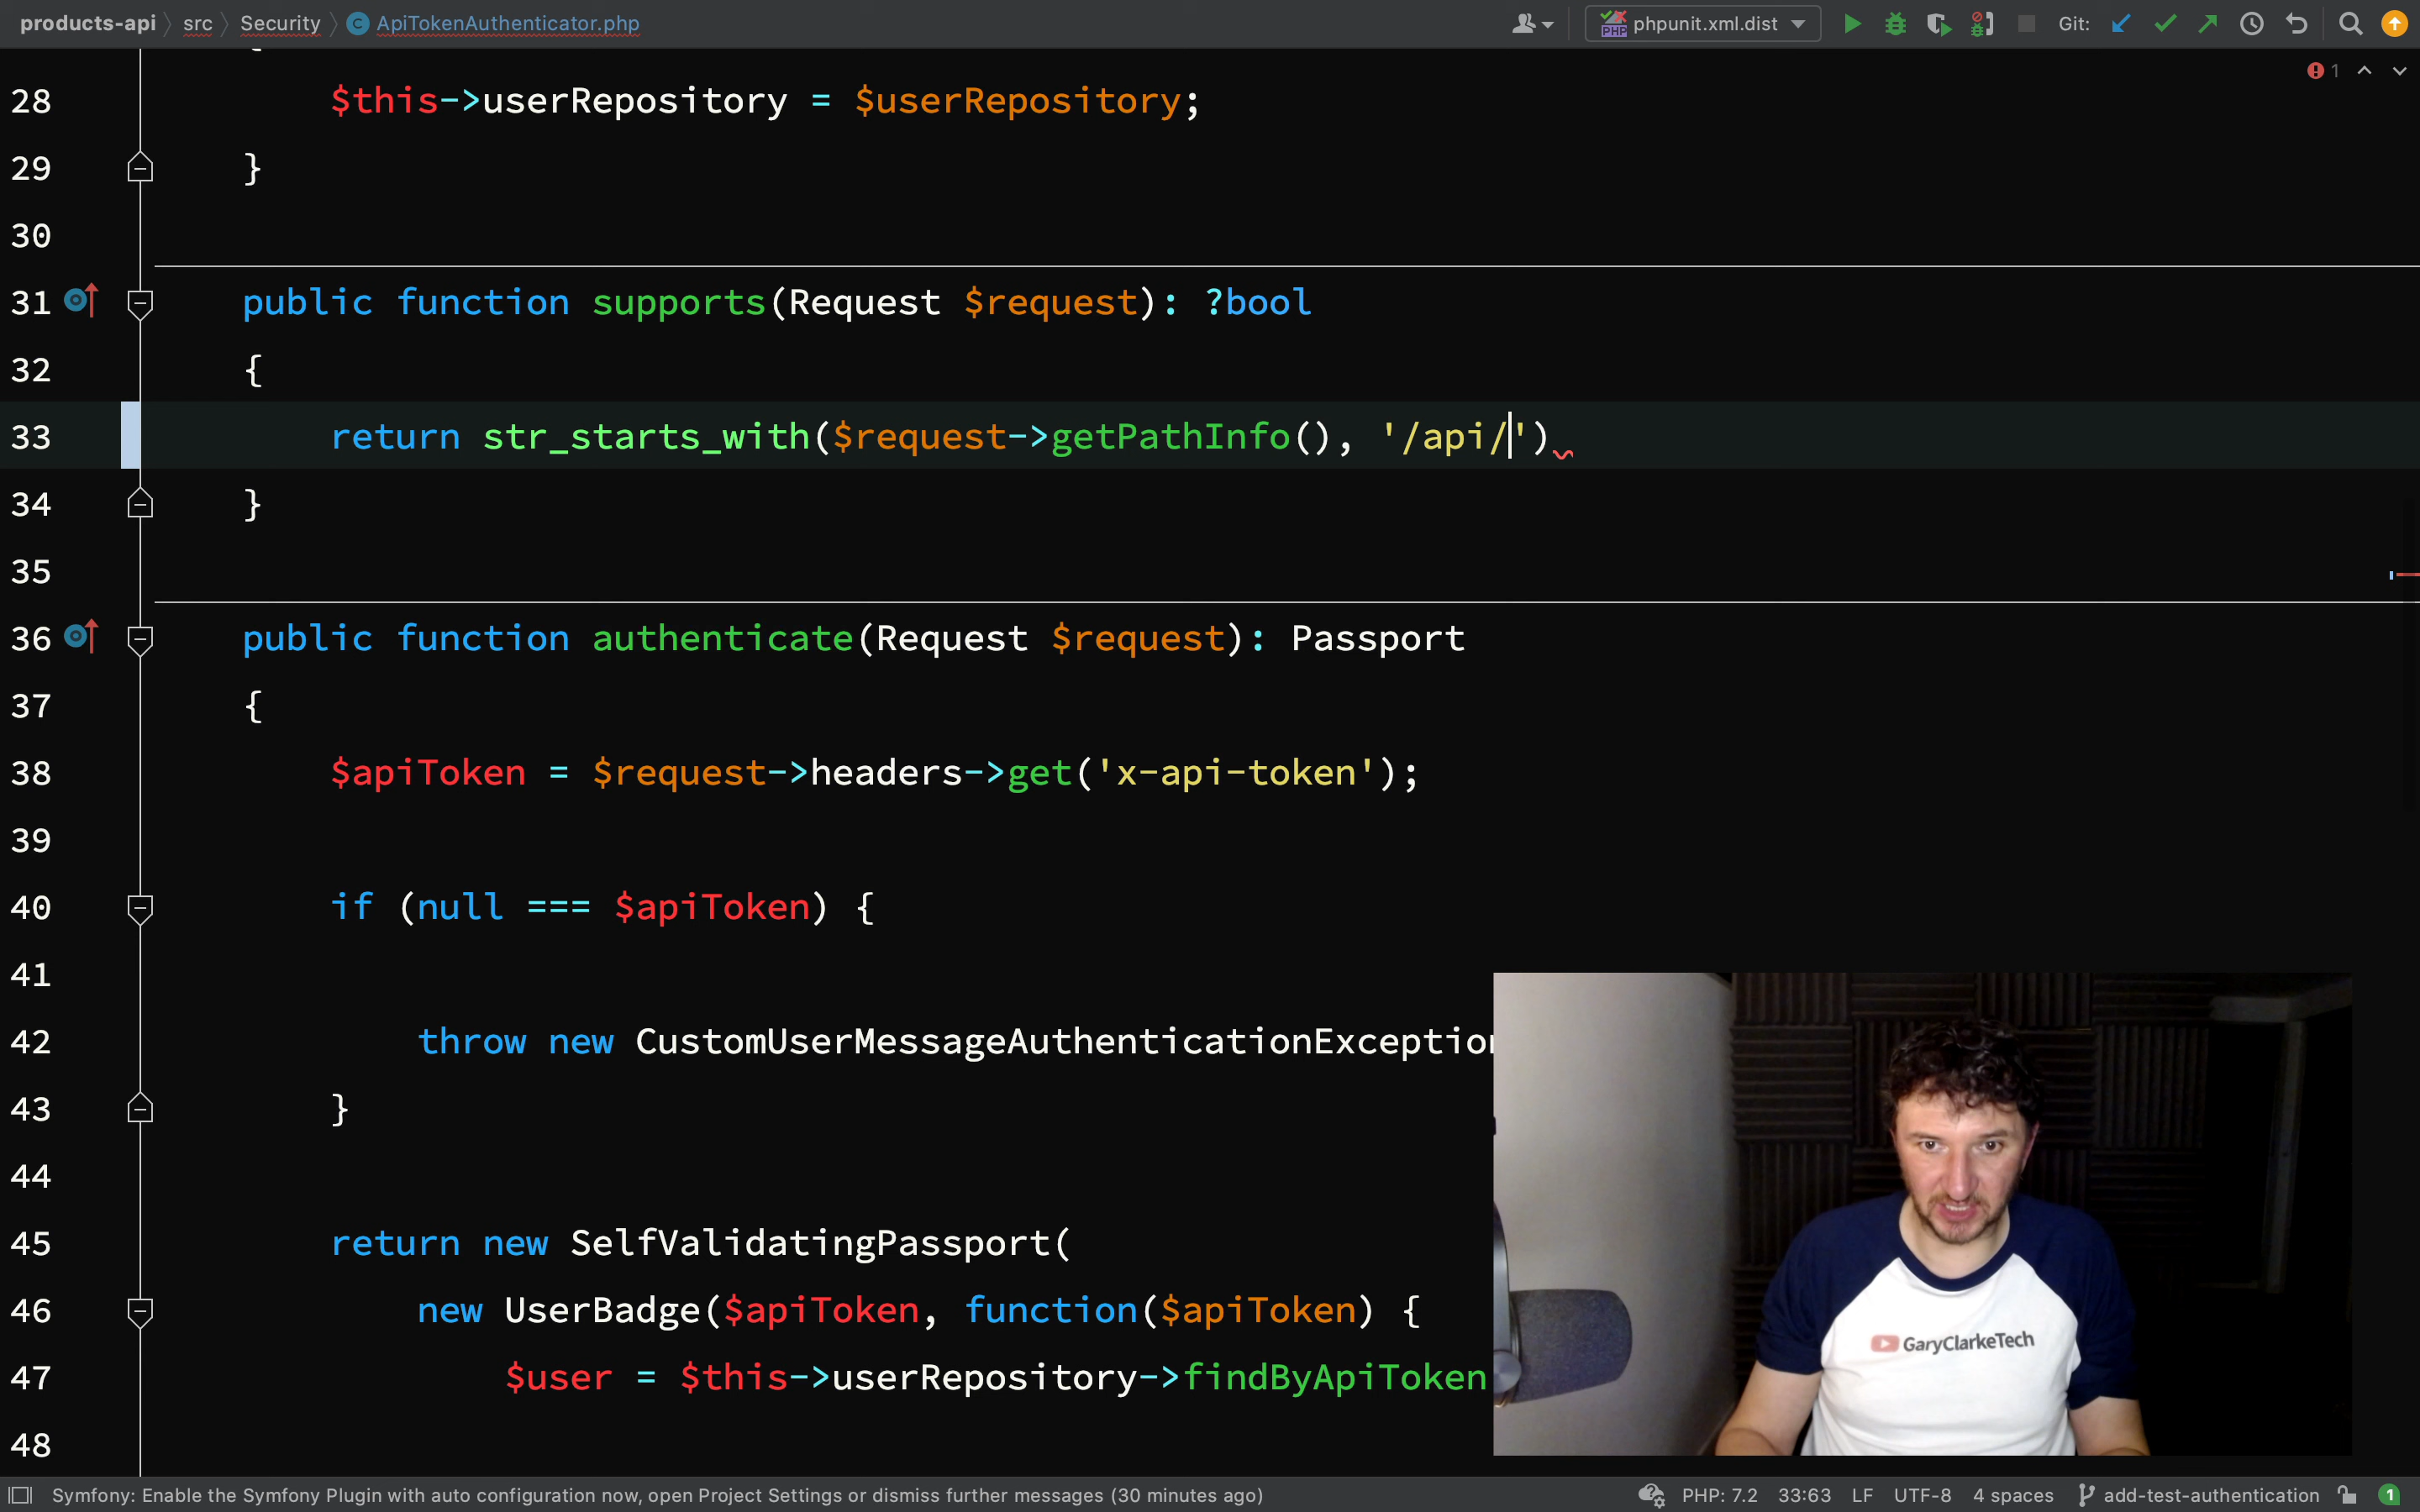 products-api src Security C ApiTokenAuthenticator.php phpunit.xml.dist Git:
1
{
28 $this->userRepository = $userRepository;
29 }
30
31 public function supports(Request $request): ?bool
32 {
33 return str_starts_with($request->getPathInfo(), '/api/')
34 }
35
36 public function authenticate(Request $request): Passport
37 {
38 $apiToken = $request->headers->get('x-api-token');
39
40 if (null === $apiToken) {
41
42 throw new CustomUserMessageAuthenticationException
43 }
44
45 return new SelfValidatingPassport(
46 new UserBadge($apiToken, function($apiToken) {
47 $user = $this->userRepository->findByApiToken
48
GaryClarkeTech
Symfony: Enable the Symfony Plugin with auto configuration now, open Project Settings or dismiss further messages (30 minutes ago) PHP: 7.2 33:63 LF UTF-8 4 spaces add-test-authentication 1